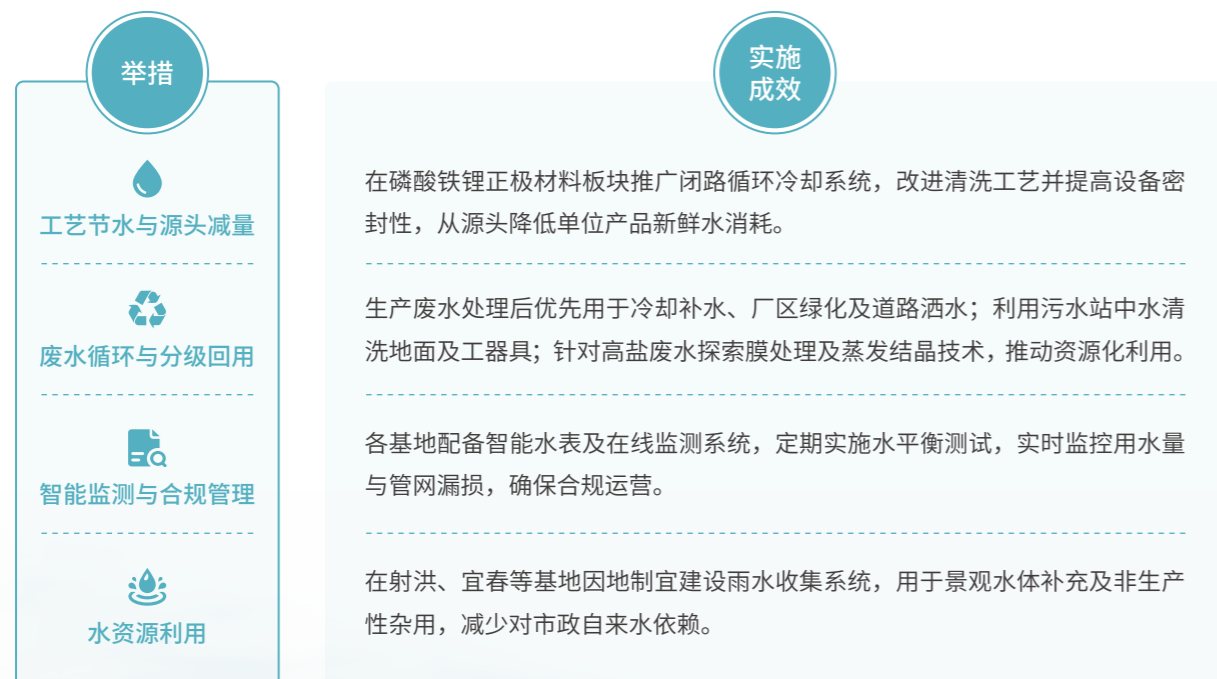 举措
实施
成效
工艺节水与源头减量
在磷酸铁锂正极材料板块推广闭路循环冷却系统，改进清洗工艺并提高设备密
封性，从源头降低单位产品新鲜水消耗。
废水循环与分级回用
生产废水处理后优先用于冷却补水、厂区绿化及道路洒水；利用污水站中水清
洗地面及工器具；针对高盐废水探索膜处理及蒸发结晶技术，推动资源化利用。
智能监测与合规管理
各基地配备智能水表及在线监测系统，定期实施水平衡测试，实时监控用水量
与管网漏损，确保合规运营。
水资源利用
在射洪、宜春等基地因地制宜建设雨水收集系统，用于景观水体补充及非生产
性杂用，减少对市政自来水依赖。